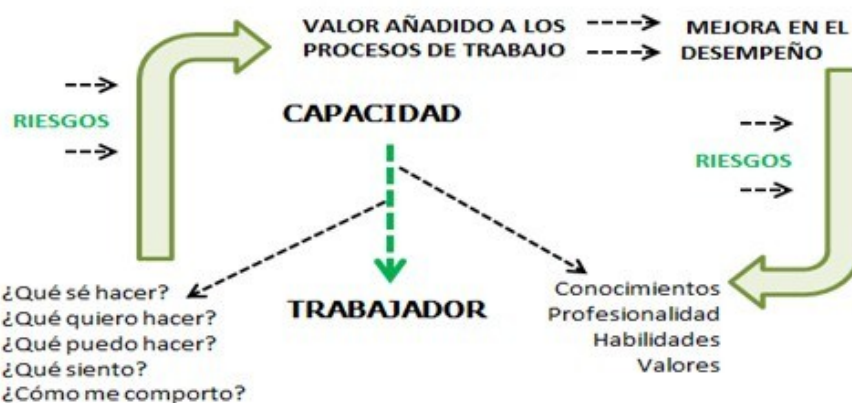 VALOR AÑADIDO A LOS
PROCESOS DE TRABAJO
MEJORA EN EL
DESEMPEÑO
RIESGOS
CAPACIDAD
RIESGOS
¿Qué sé hacer?
¿Qué quiero hacer?
¿Qué puedo hacer?
¿Qué siento?
¿Cómo me comporto?
TRABAJADOR
Conocimientos
Profesionalidad
Habilidades
Valores